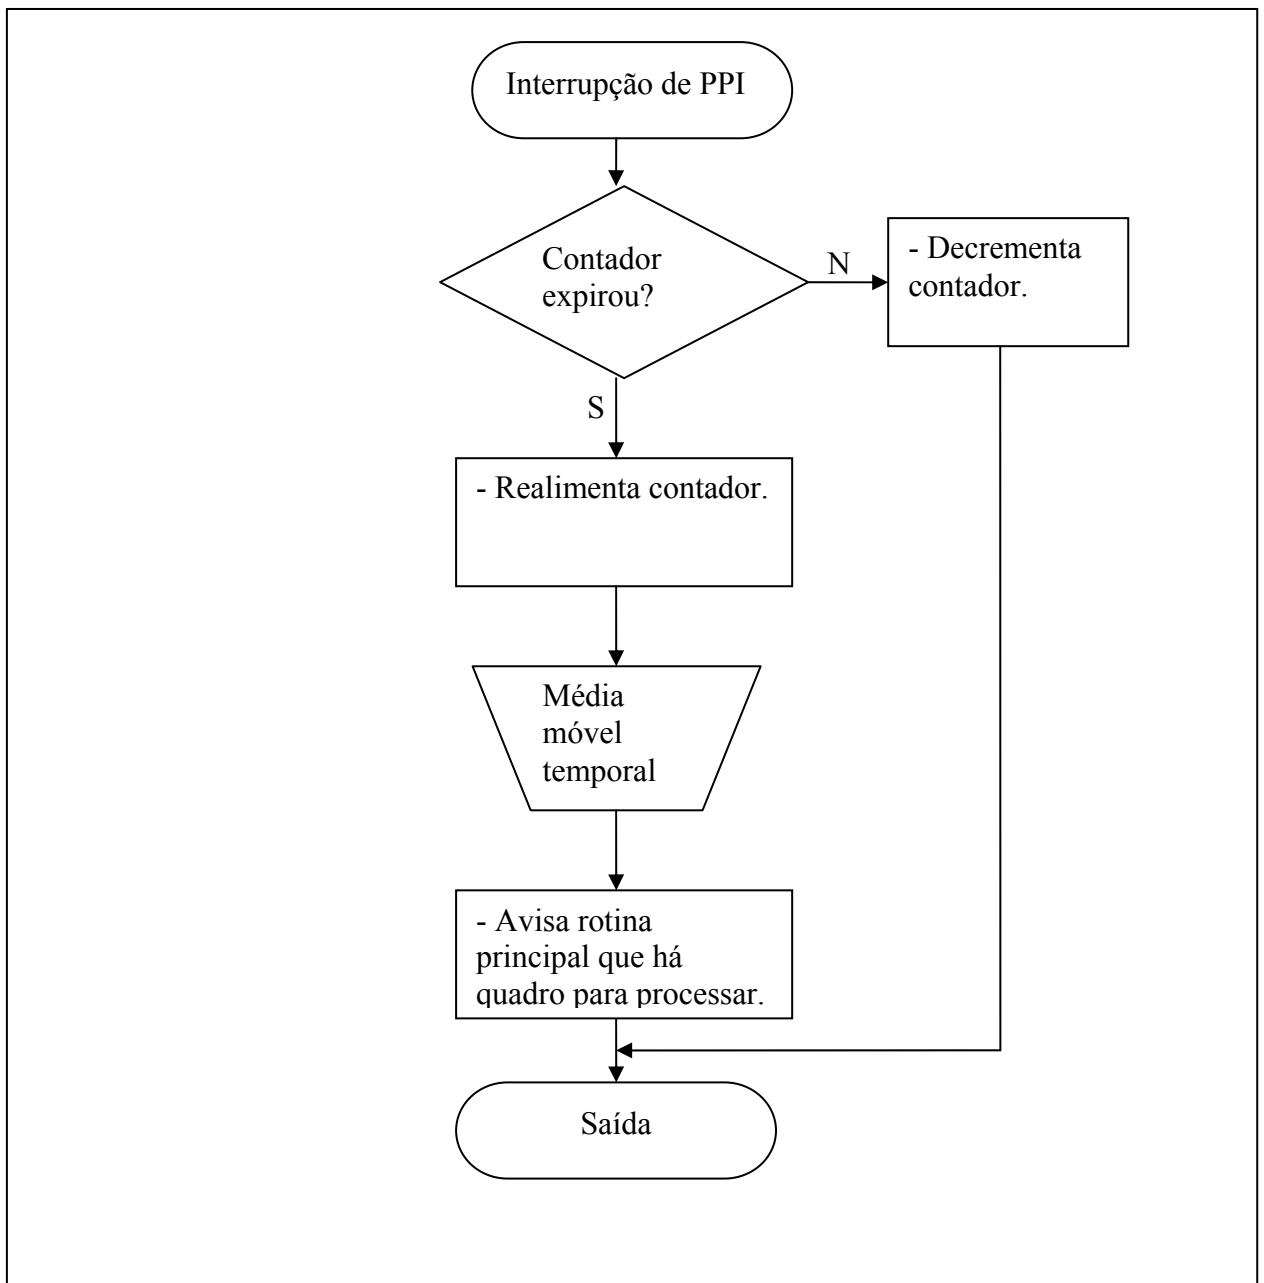 Interrupção de PPI
Contador
expirou?
N
- Decrementa
contador.
S
- Realimenta contador.
Média
móvel
temporal
- Avisa rotina
principal que há
quadro para processar.
Saída